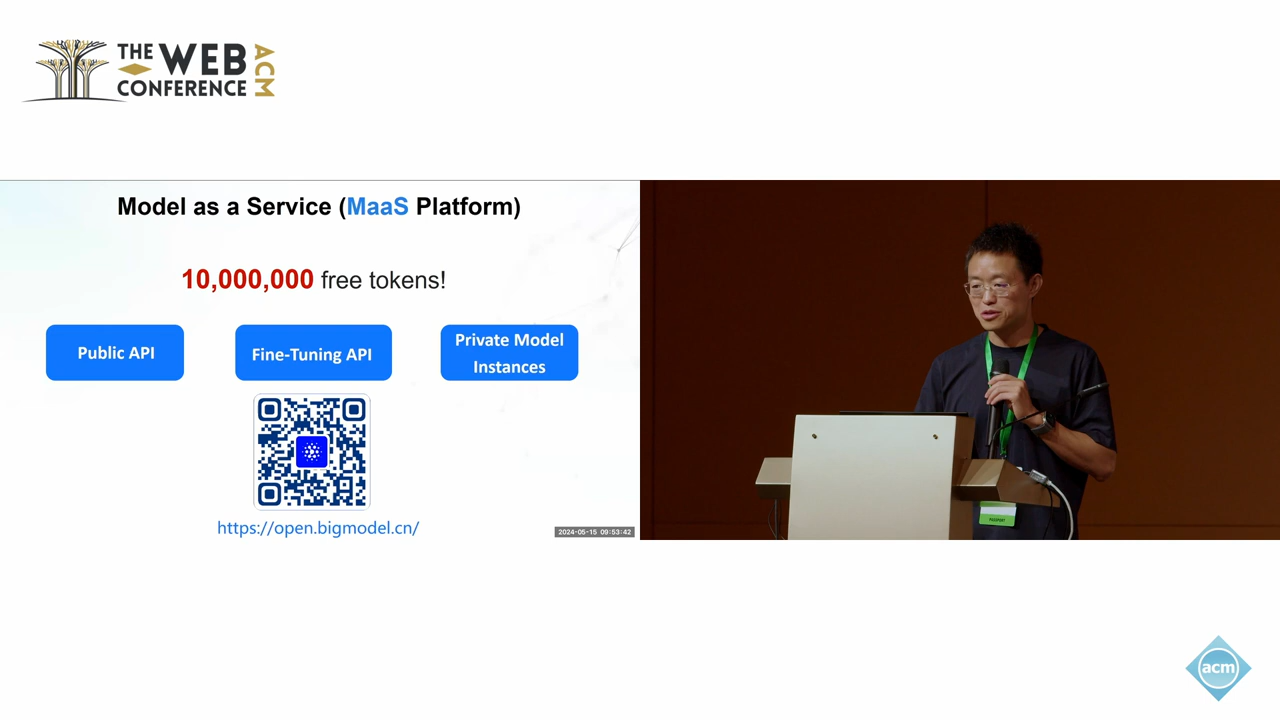 THE WEB CONFERENCE ACM
Model as a Service (MaaS Platform)
10,000,000 free tokens!
Public API
Fine-Tuning API
Private Model
Instances
https://open.bigmodel.cn/
2024-05-15 09:53:42
acm